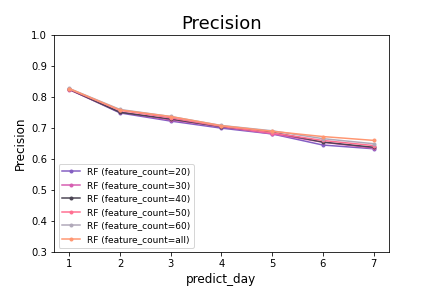 Precision
1.0
0.9
0.8
0.7
0.6
0.5
0.4
0.3
Precision
RF (feature_count=20)
RF (feature_count=30)
RF (feature_count=40)
RF (feature_count=50)
RF (feature_count=60)
RF (feature_count=all)
1 2 3 4 5 6 7
predict_day